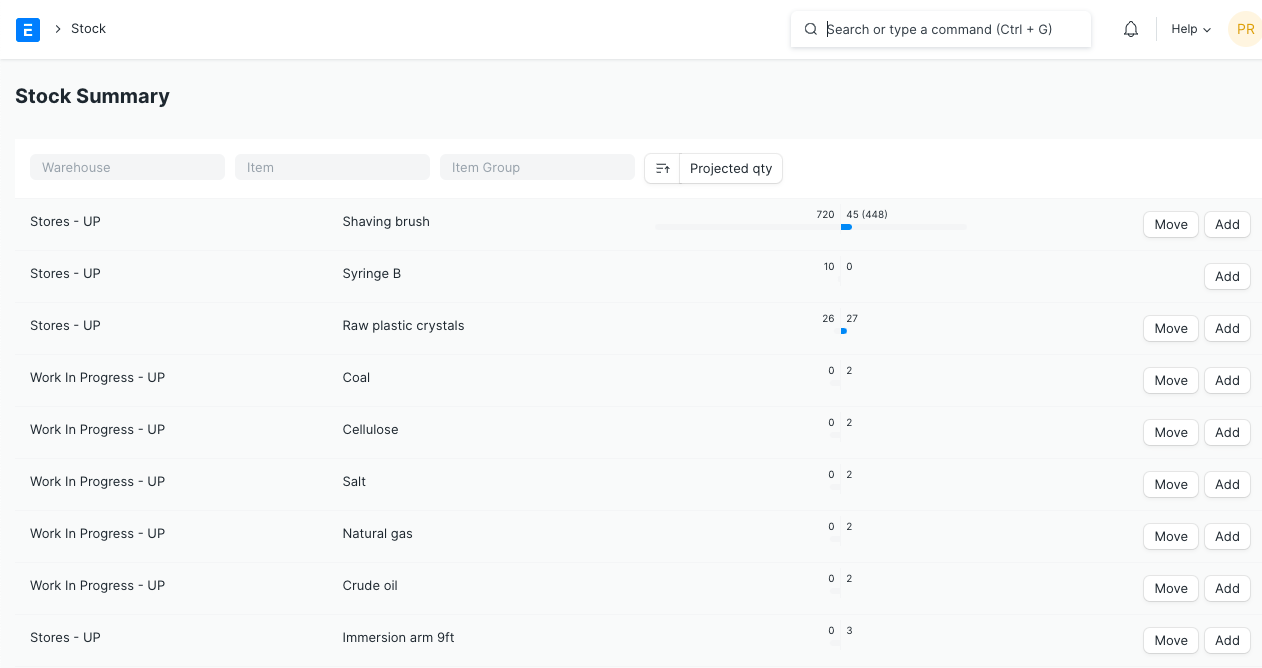 E
Stock
Search or type a command (Ctrl + G)
Help
PR
Stock Summary
Warehouse
Item
Item Group
Projected qty
Stores - UP
Shaving brush
720
45 (448)
Move
Add
Stores - UP
Syringe B
10
0
Add
Stores - UP
Raw plastic crystals
26
27
Move
Add
Work In Progress - UP
Coal
0
2
Move
Add
Work In Progress - UP
Cellulose
0
2
Move
Add
Work In Progress - UP
Salt
0
2
Move
Add
Work In Progress - UP
Natural gas
0
2
Move
Add
Work In Progress - UP
Crude oil
0
2
Move
Add
Stores - UP
Immersion arm 9ft
0
3
Move
Add